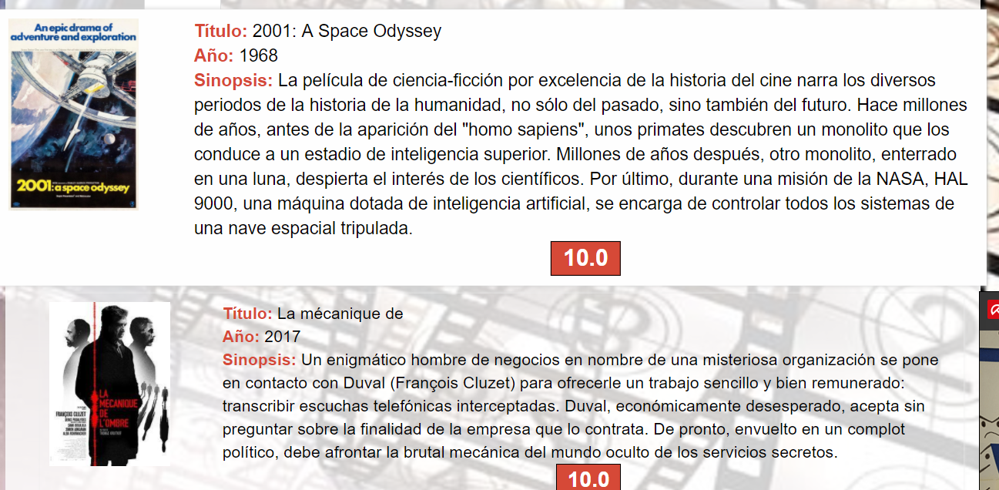 An epic drama of
adventure and exploration
2001: a space odyssey
Título: 2001: A Space Odyssey
Año: 1968
Sinopsis: La película de ciencia-ficción por excelencia de la historia del cine narra los diversos
periodos de la historia de la humanidad, no sólo del pasado, sino también del futuro. Hace millones
de años, antes de la aparición del "homo sapiens", unos primates descubren un monolito que los
conduce a un estadio de inteligencia superior. Millones de años después, otro monolito, enterrado
en una luna, despierta el interés de los científicos. Por último, durante una misión de la NASA, HAL
9000, una máquina dotada de inteligencia artificial, se encarga de controlar todos los sistemas de
una nave espacial tripulada.
10.0
LA
MECANIQUE
DE
L'OMBRE
FRANÇOIS CLUZET
DENIS PODALYDES
SAMI BOUAJILA
SIMON ABKARIAN
ALBA ROHRWACHER
Título: La mécanique de
Año: 2017
Sinopsis: Un enigmático hombre de negocios en nombre de una misteriosa organización se pone
en contacto con Duval (François Cluzet) para ofrecerle un trabajo sencillo y bien remunerado:
transcribir escuchas telefónicas interceptadas. Duval, económicamente desesperado, acepta sin
preguntar sobre la finalidad de la empresa que lo contrata. De pronto, envuelto en un complot
político, debe afrontar la brutal mecánica del mundo oculto de los servicios secretos.
10.0